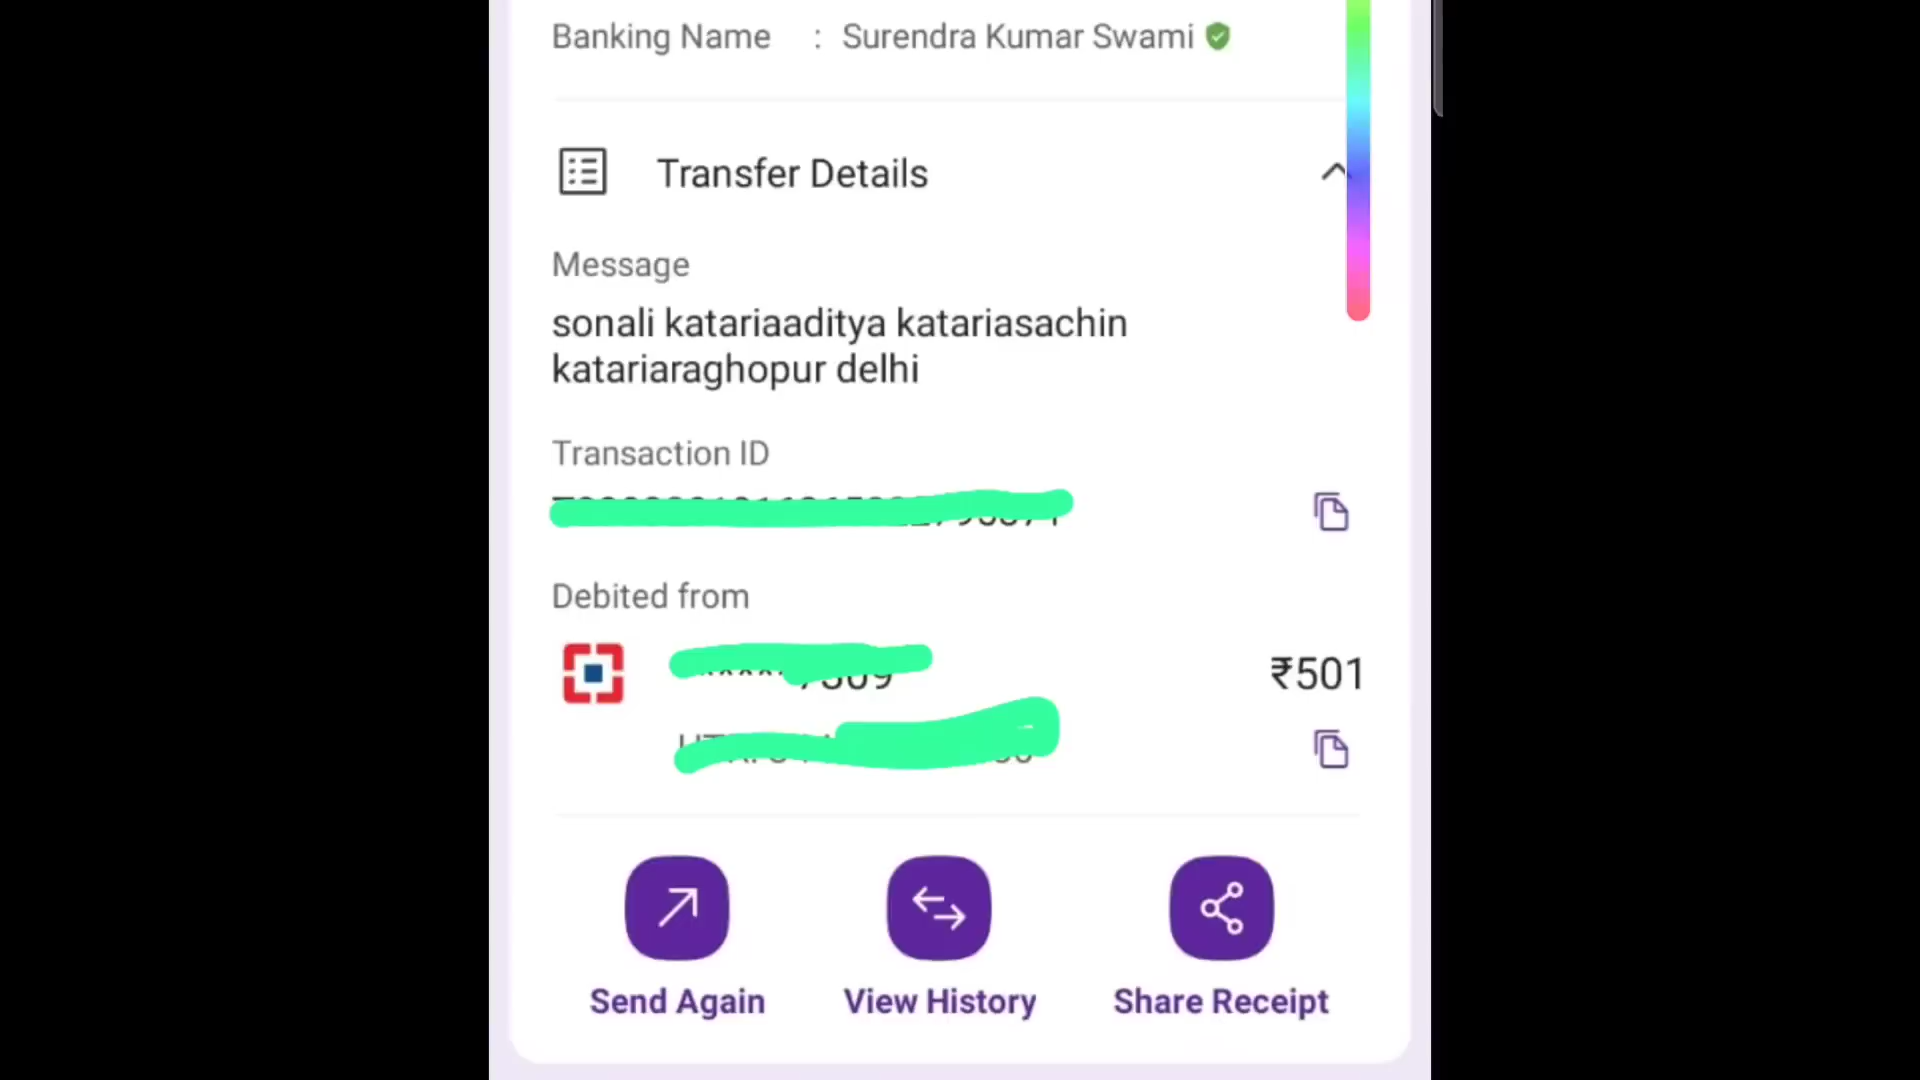 Banking Name : Surendra Kumar Swami
Transfer Details
Message
sonali katariaaditya katariasachin
katariaraghopur delhi
Transaction ID
Debited from
₹501
Send Again View History Share Receipt